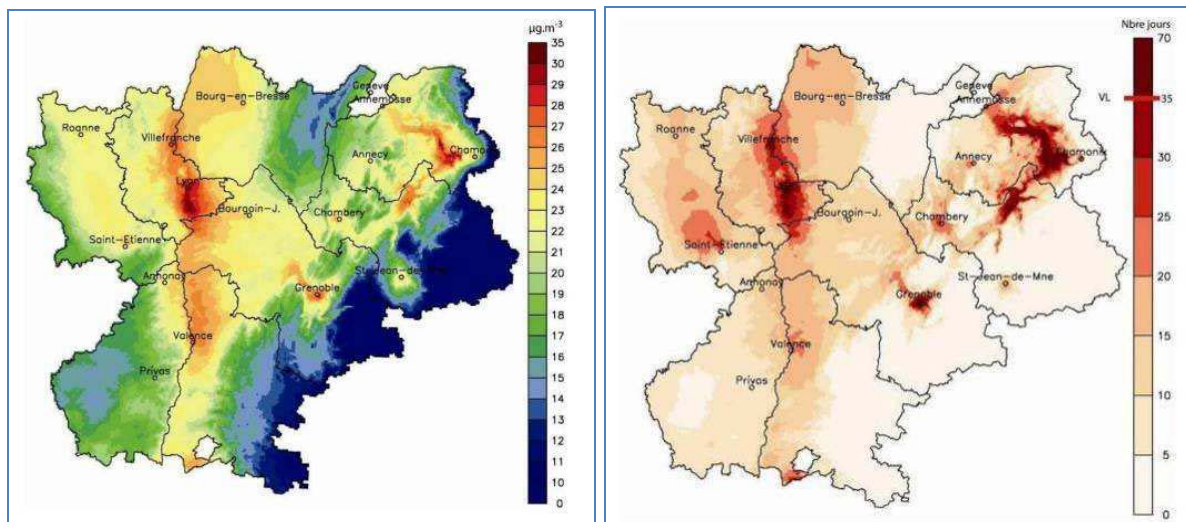 µg.m⁻³
35
30
29
28
27
26
25
24
23
22
21
20
19
18
17
16
15
14
13
11
10
0
Bourg-en-Bresse
Genève
Annemasse
Roanne
Villefranche
Chamo
Annecy
Lyon
Bourgoin-J.
Chambery
Saint-Etienne
St-Jean-de-Mne
Annonay
Grenoble
Valence
Privas
Nbre jours
70
VL
35
30
25
20
15
10
5
0
Bourg-en-Bresse
Genève
Annemasse
Roanne
Villefranche
Chamonix
Annecy
Lyon
Bourgoin-J.
Chambery
Saint-Etienne
St-Jean-de-Mne
Annonay
Grenoble
Valence
Privas